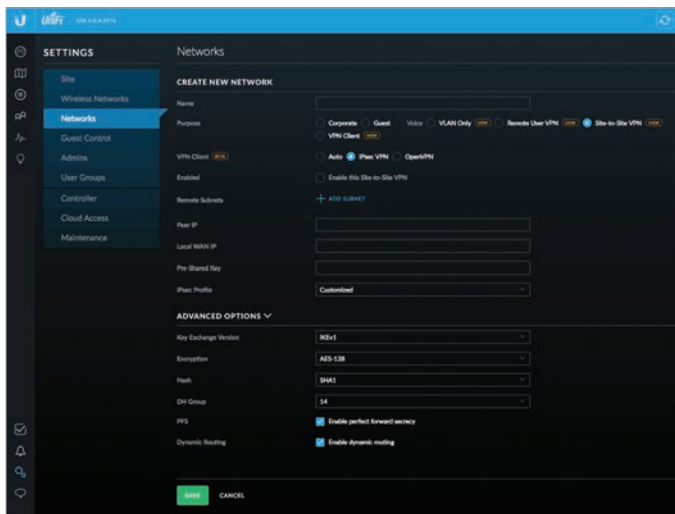 UniFi
SETTINGS
Networks
Site
Wireless Networks
Networks
Guest Control
Admins
User Groups
Controller
Cloud Access
Maintenance
CREATE NEW NETWORK
Name
Purpose Corporate Guest Voice VLAN Only Remote User VPN Site-to-Site VPN
VPN Client
VPN Client BETA Auto IPsec VPN OpenVPN
Enabled Enable this Site-to-Site VPN
Remote Subnets ADD SUBNET
Peer IP
Local WAN IP
Pre-Shared Key
IPsec Profile Customized
ADVANCED OPTIONS
Key Exchange Version IKEv1
Encryption AES-128
Hash SHA1
DH Group 14
PFS Enable perfect forward secrecy
Dynamic Routing Enable dynamic routing
SAVE CANCEL